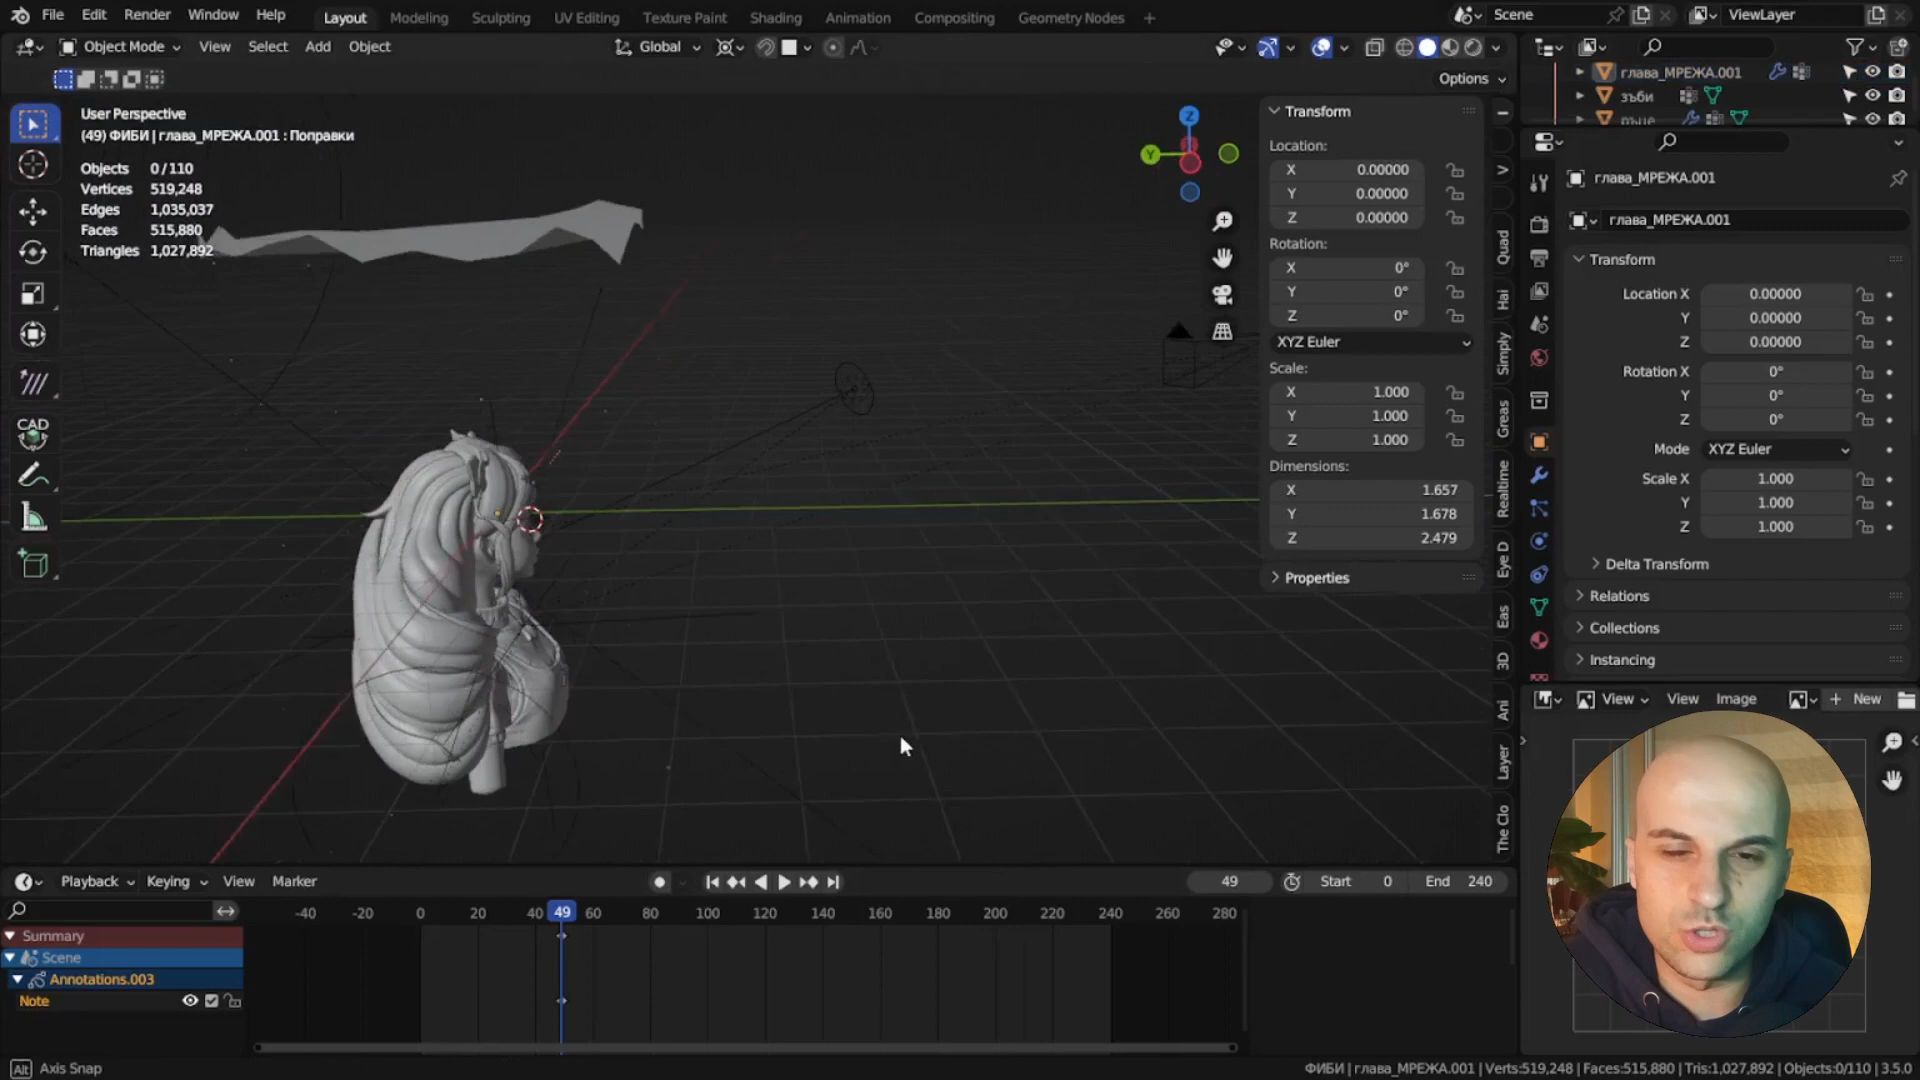 File Edit Render Window Help Layout Modeling Sculpting UV Editing Texture Paint Shading Animation Compositing Geometry Nodes + Scene ViewLayer
Object Mode View Select Add Object Global
Options
глава_МРЕЖА.001
зъби
ръце
User Perspective
(49) ФИБИ | глава_МРЕЖА.001 : Поправки
Objects 0/110
Vertices 519,248
Edges 1,035,037
Faces 515,880
Triangles 1,027,892
CAD
Z
Y
Transform
Location:
X 0.00000
Y 0.00000
Z 0.00000
Rotation:
X 0°
Y 0°
Z 0°
XYZ Euler
Scale:
X 1.000
Y 1.000
Z 1.000
Dimensions:
X 1.657
Y 1.678
Z 2.479
Properties
Quad
Hai
Simply
Greas
Realtime
Eye D
Eas
3D
Ani
Layer
The Clo
глава_МРЕЖА.001
глава_МРЕЖА.001
Transform
Location X 0.00000
Y 0.00000
Z 0.00000
Rotation X 0°
Y 0°
Z 0°
Mode XYZ Euler
Scale X 1.000
Y 1.000
Z 1.000
Delta Transform
Relations
Collections
Instancing
View View Image + New
Playback Keying View Marker 49 Start 0 End 240
-40 -20 0 20 40 49 60 80 100 120 140 160 180 200 220 240 260 280
Summary
Scene
Annotations.003
Note
Alt Axis Snap
ФИБИ | глава_МРЕЖА.001 | Verts:519,248 | Faces:515,880 | Tris:1,027,892 | Objects:0/110 | 3.5.0